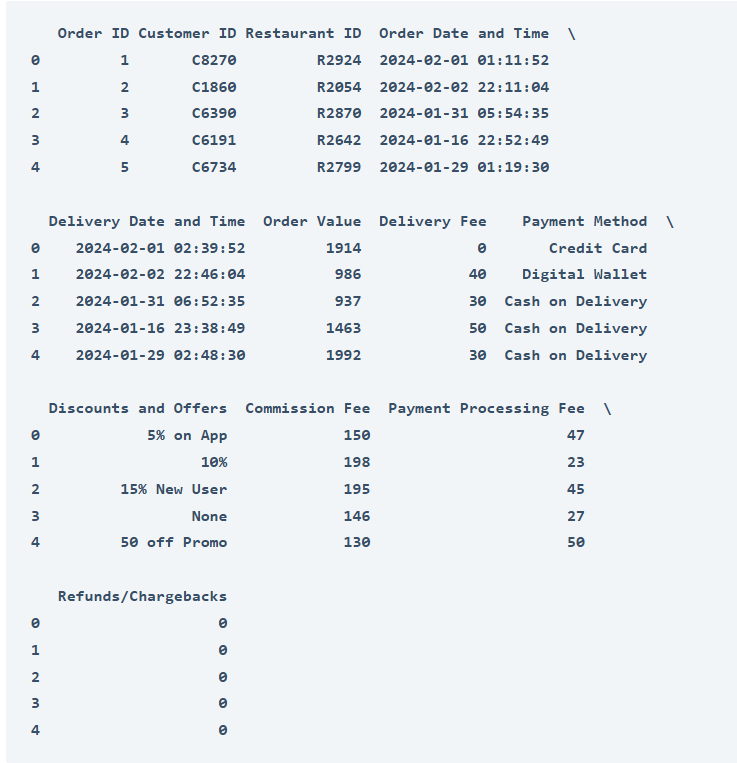 Order ID Customer ID Restaurant ID  Order Date and Time  \
0         1       C8270         R2924  2024-02-01 01:11:52
1         2       C1860         R2054  2024-02-02 22:11:04
2         3       C6390         R2870  2024-01-31 05:54:35
3         4       C6191         R2642  2024-01-16 22:52:49
4         5       C6734         R2799  2024-01-29 01:19:30
Delivery Date and Time  Order Value  Delivery Fee    Payment Method  \
0    2024-02-01 02:39:52         1914             0       Credit Card
1    2024-02-02 22:46:04          986            40    Digital Wallet
2    2024-01-31 06:52:35          937            30  Cash on Delivery
3    2024-01-16 23:38:49         1463            50  Cash on Delivery
4    2024-01-29 02:48:30         1992            30  Cash on Delivery
Discounts and Offers  Commission Fee  Payment Processing Fee  \
0            5% on App             150                      47
1                  10%             198                      23
2         15% New User             195                      45
3                 None             146                      27
4         50 off Promo             130                      50
Refunds/Chargebacks
0                    0
1                    0
2                    0
3                    0
4                    0